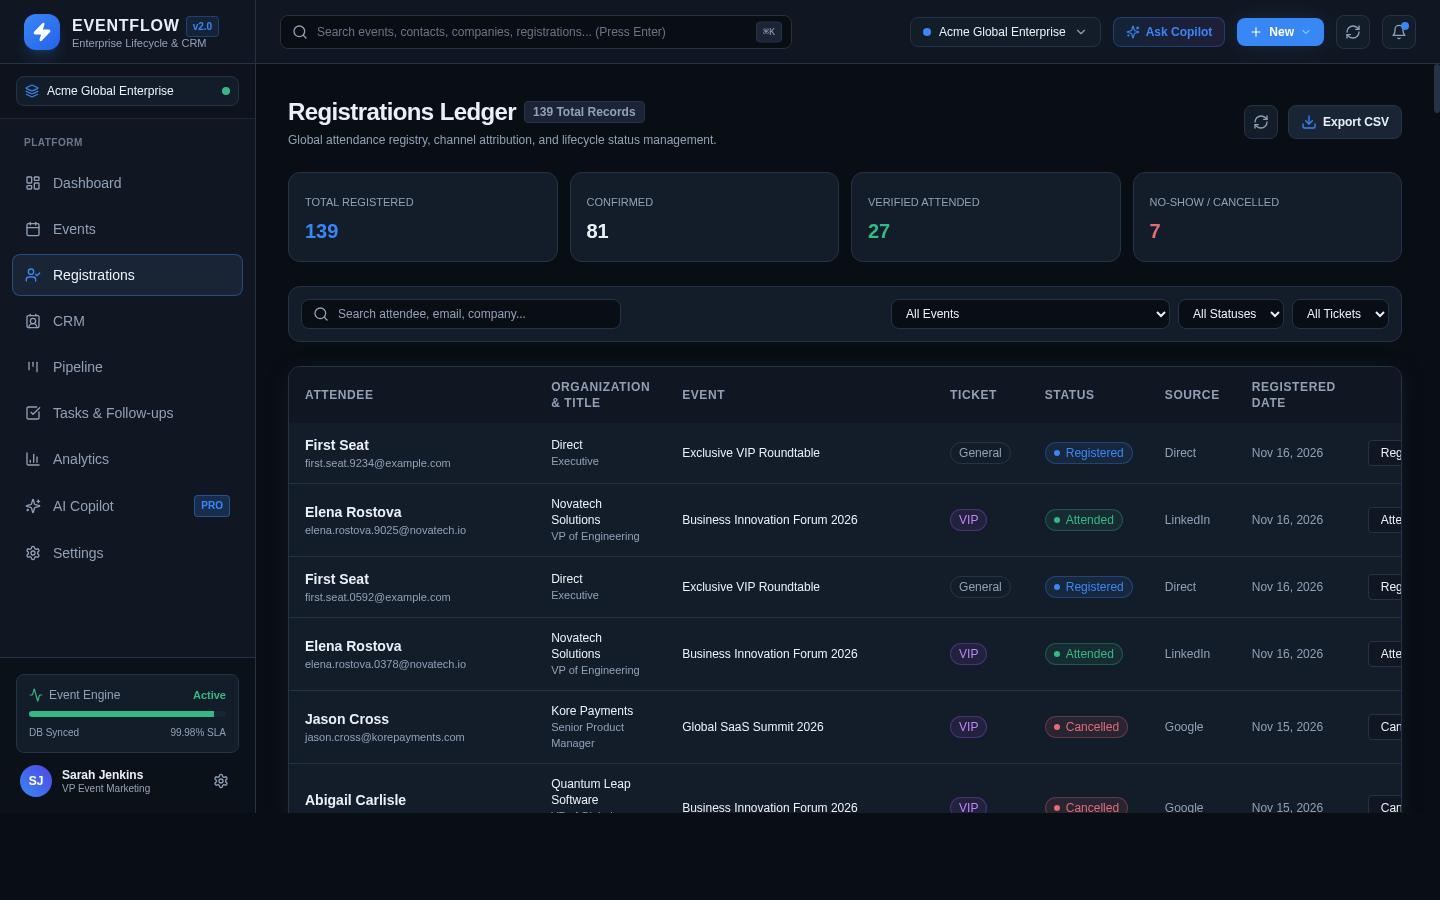 EVENTFLOW v2.0
Enterprise Lifecycle & CRM
Search events, contacts, companies, registrations... (Press Enter) ⌘K
Acme Global Enterprise
Ask Copilot
New
Acme Global Enterprise
PLATFORM
Dashboard
Events
Registrations
CRM
Pipeline
Tasks & Follow-ups
Analytics
AI Copilot PRO
Settings
Event Engine Active
DB Synced 99.98% SLA
SJ
Sarah Jenkins
VP Event Marketing
Registrations Ledger 139 Total Records
Global attendance registry, channel attribution, and lifecycle status management.
Export CSV
TOTAL REGISTERED
139
CONFIRMED
81
VERIFIED ATTENDED
27
NO-SHOW / CANCELLED
7
Search attendee, email, company...
All Events
All Statuses
All Tickets
ATTENDEE
ORGANIZATION
& TITLE
EVENT
TICKET
STATUS
SOURCE
REGISTERED
DATE
First Seat
first.seat.9234@example.com
Direct
Executive
Exclusive VIP Roundtable
General
Registered
Direct
Nov 16, 2026
Reg
Elena Rostova
elena.rostova.9025@novatech.io
Novatech
Solutions
VP of Engineering
Business Innovation Forum 2026
VIP
Attended
LinkedIn
Nov 16, 2026
Atte
First Seat
first.seat.0592@example.com
Direct
Executive
Exclusive VIP Roundtable
General
Registered
Direct
Nov 16, 2026
Reg
Elena Rostova
elena.rostova.0378@novatech.io
Novatech
Solutions
VP of Engineering
Business Innovation Forum 2026
VIP
Attended
LinkedIn
Nov 16, 2026
Atte
Jason Cross
jason.cross@korepayments.com
Kore Payments
Senior Product
Manager
Global SaaS Summit 2026
VIP
Cancelled
Google
Nov 15, 2026
Can
Abigail Carlisle
Quantum Leap
Software
Business Innovation Forum 2026
VIP
Cancelled
Google
Nov 15, 2026
Can